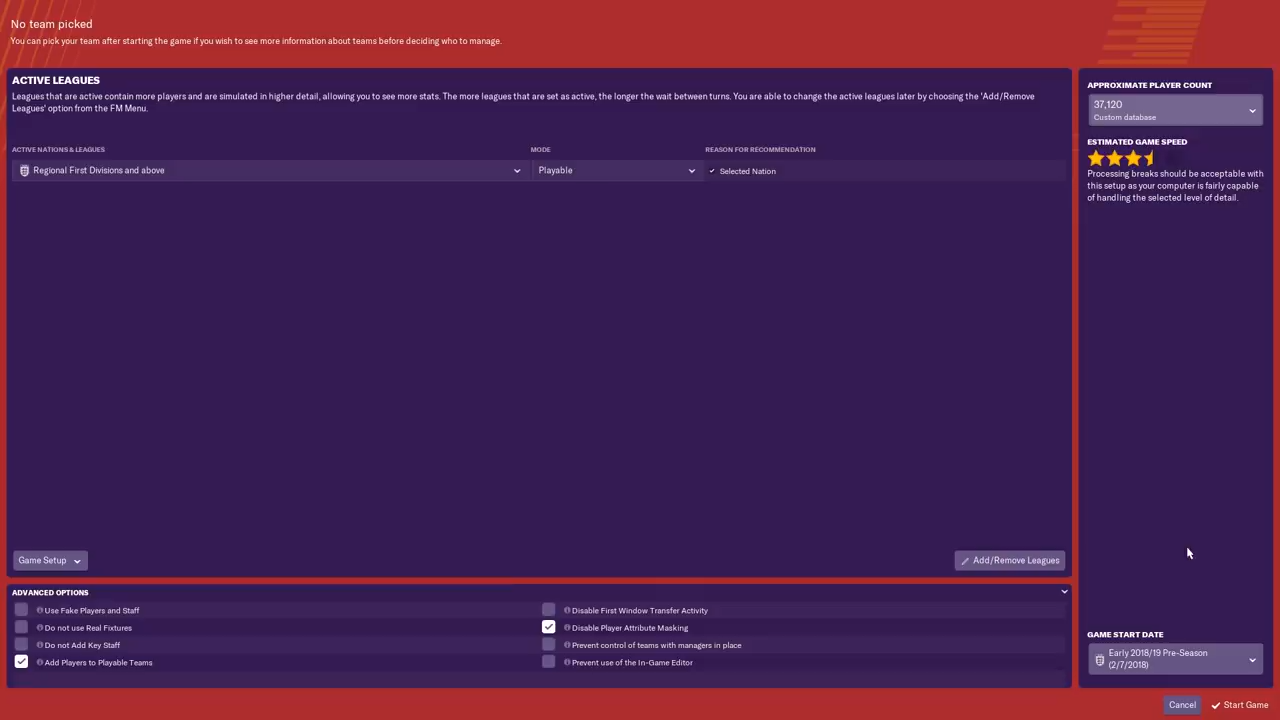 No team picked
You can pick your team after starting the game if you wish to see more information about teams before deciding who to manage.
ACTIVE LEAGUES
Leagues that are active contain more players and are simulated in higher detail, allowing you to see more stats. The more leagues that are set as active, the longer the wait between turns. You are able to change the active leagues later by choosing the 'Add/Remove
Leagues' option from the FM Menu.
ACTIVE NATIONS & LEAGUES
MODE
REASON FOR RECOMMENDATION
Regional First Divisions and above
Playable
Selected Nation
Game Setup
Add/Remove Leagues
ADVANCED OPTIONS
Use Fake Players and Staff
Do not use Real Fixtures
Do not Add Key Staff
Add Players to Playable Teams
Disable First Window Transfer Activity
Disable Player Attribute Masking
Prevent control of teams with managers in place
Prevent use of the In-Game Editor
APPROXIMATE PLAYER COUNT
37,120
Custom database
ESTIMATED GAME SPEED
Processing breaks should be acceptable with
this setup as your computer is fairly capable
of handling the selected level of detail.
GAME START DATE
Early 2018/19 Pre-Season
(2/7/2018)
Cancel
Start Game